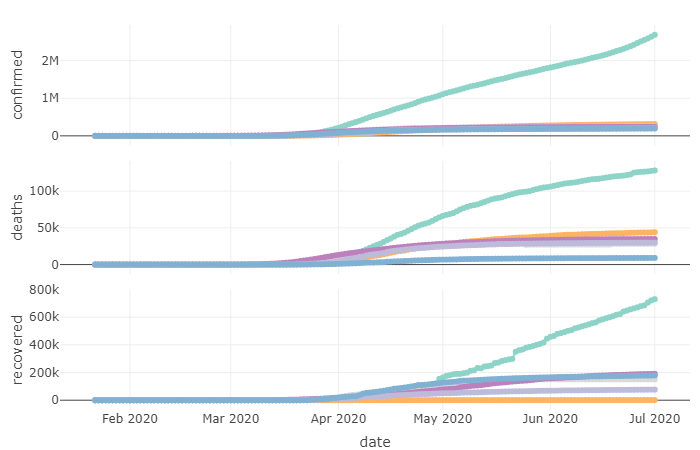 confirmed
2M
1M
0
deaths
100k
50k
0
recovered
800k
600k
400k
200k
0
Feb 2020
Mar 2020
Apr 2020
May 2020
Jun 2020
Jul 2020
date